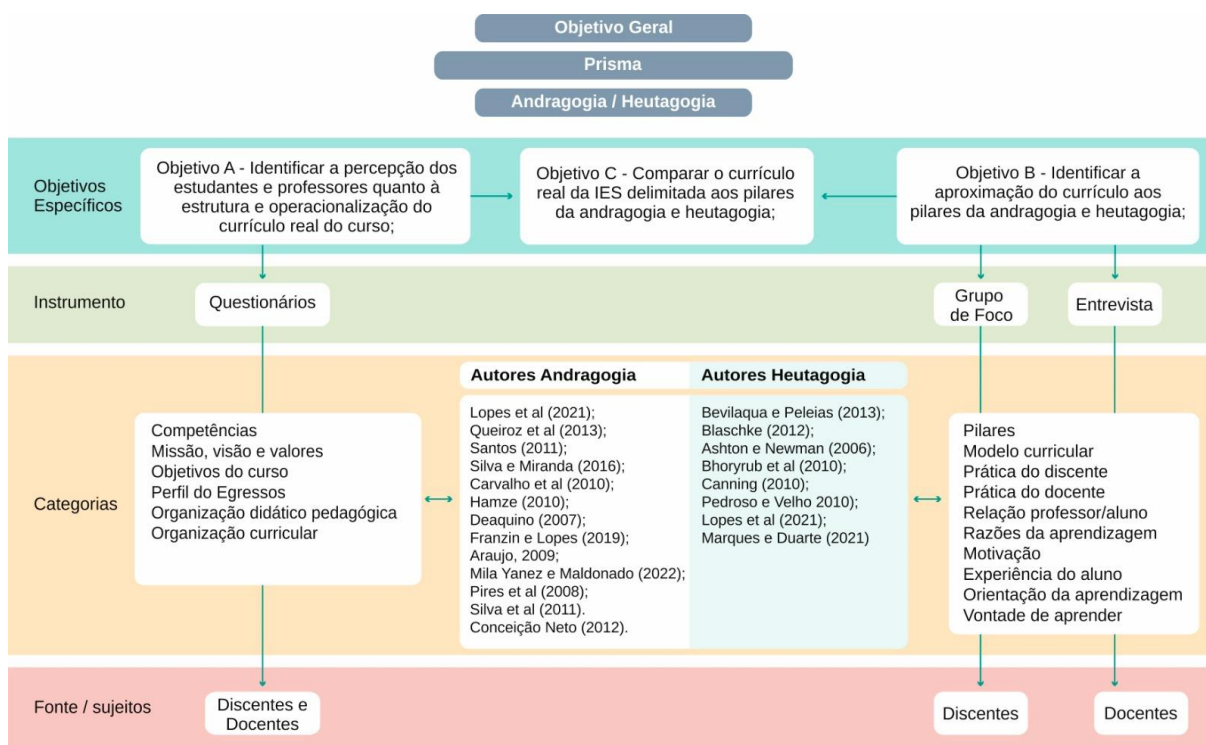 Objetivo Geral
Prisma
Andragogia / Heutagogia
Objetivos
Específicos
Objetivo A - Identificar a percepção dos
estudantes e professores quanto à
estrutura e operacionalização do
currículo real do curso;
Objetivo C - Comparar o currículo
real da IES delimitada aos pilares
da andragogia e heutagogia;
Objetivo B - Identificar a
aproximação do currículo aos
pilares da andragogia e heutagogia;
Instrumento
Questionários
Grupo
de Foco
Entrevista
Categorias
Competências
Missão, visão e valores
Objetivos do curso
Perfil do Egressos
Organização didático pedagógica
Organização curricular
Autores Andragogia
Lopes et al (2021);
Queiroz et al (2013);
Santos (2011);
Silva e Miranda (2016);
Carvalho et al (2010);
Hamze (2010);
Deaquino (2007);
Franzin e Lopes (2019);
Araujo, 2009;
Mila Yanez e Maldonado (2022);
Pires et al (2008);
Silva et al (2011).
Conceição Neto (2012).
Autores Heutagogia
Bevilaqua e Peleias (2013);
Blaschke (2012);
Ashton e Newman (2006);
Bhoryrub et al (2010);
Canning (2010);
Pedroso e Velho 2010);
Lopes et al (2021);
Marques e Duarte (2021)
Pilares
Modelo curricular
Prática do discente
Prática do docente
Relação professor/aluno
Razões da aprendizagem
Motivação
Experiência do aluno
Orientação da aprendizagem
Vontade de aprender
Fonte / sujeitos
Discentes e
Docentes
Discentes
Docentes